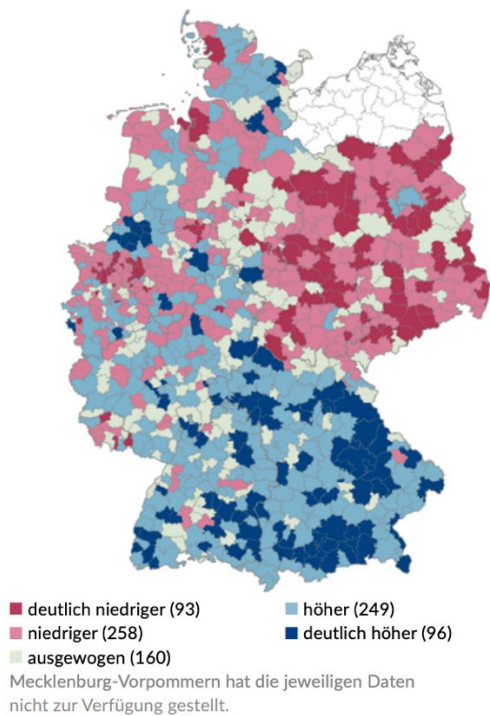 deutlich niedriger (93)
niedriger (258)
ausgewogen (160)
höher (249)
deutlich höher (96)
Mecklenburg-Vorpommern hat die jeweiligen Daten
nicht zur Verfügung gestellt.